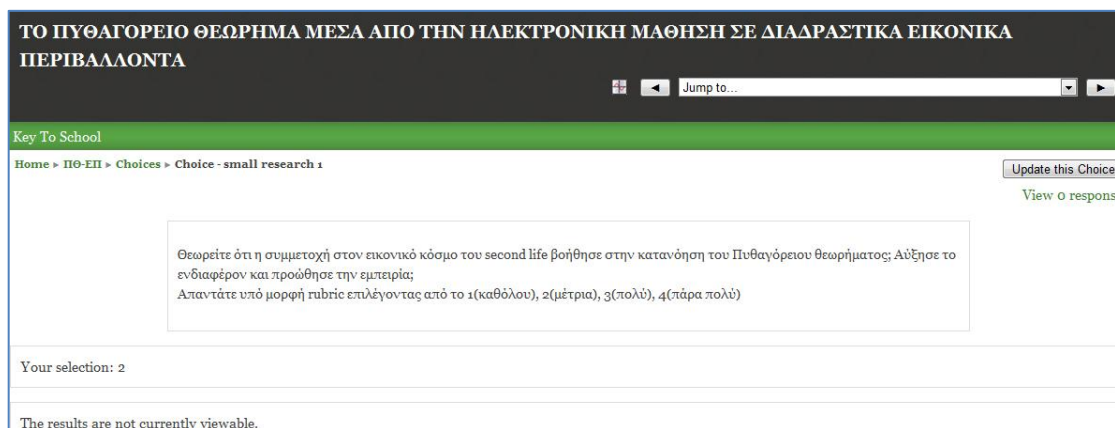 ΤΟ ΠΥΘΑΓΟΡΕΙΟ ΘΕΩΡΗΜΑ ΜΕΣΑ ΑΠΟ ΤΗΝ ΗΛΕΚΤΡΟΝΙΚΗ ΜΑΘΗΣΗ ΣΕ ΔΙΑΔΡΑΣΤΙΚΑ ΕΙΚΟΝΙΚΑ
ΠΕΡΙΒΑΛΛΟΝΤΑ
Jump to...
Key To School
Home ▸ ΠΘ-ΕΠ ▸ Choices ▸ Choice - small research 1
Update this Choice
View 0 respons
Θεωρείτε ότι η συμμετοχή στον εικονικό κόσμο του second life βοήθησε στην κατανόηση του Πυθαγόρειου θεωρήματος; Αύξησε το
ενδιαφέρον και προώθησε την εμπειρία;
Απαντάτε υπό μορφή rubric επιλέγοντας από το 1(καθόλου), 2(μέτρια), 3(πολύ), 4(πάρα πολύ)
Your selection: 2
The results are not currently viewable.